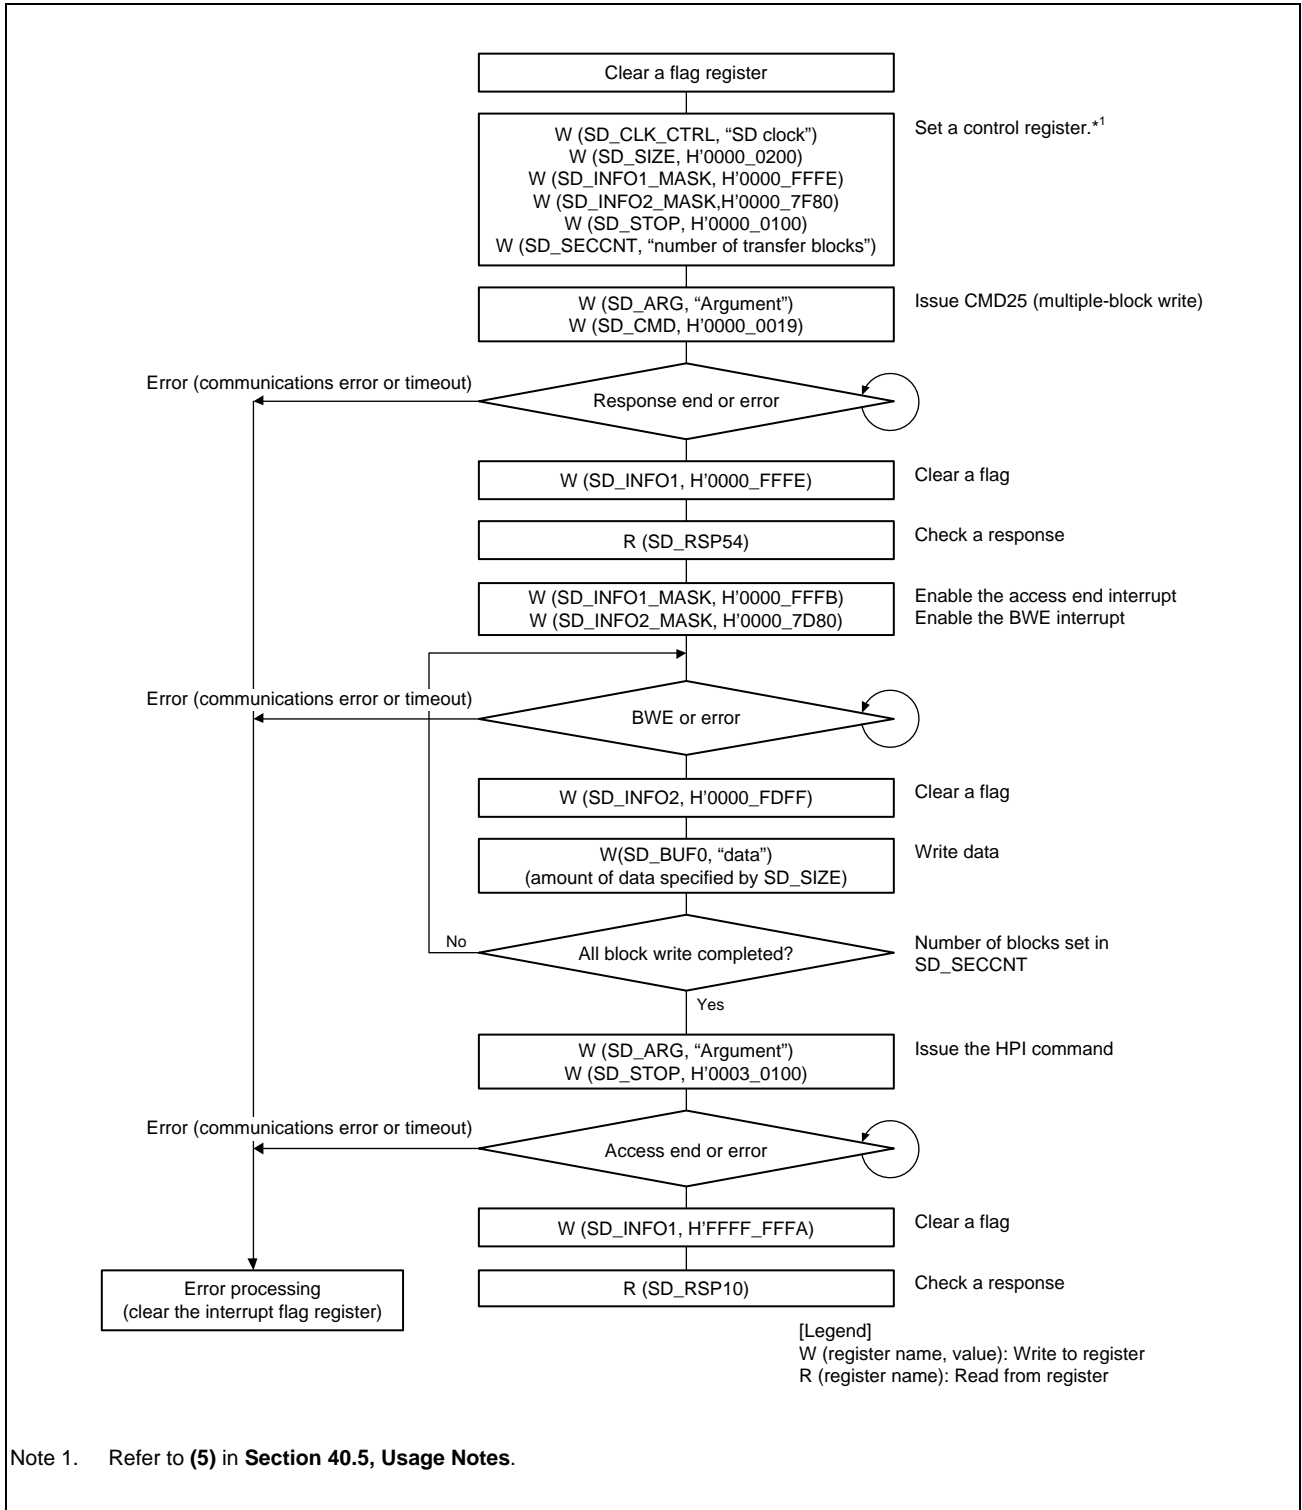 Clear a flag register
W (SD_CLK_CTRL, “SD clock”)
W (SD_SIZE, H’0000_0200)
W (SD_INFO1_MASK, H’0000_FFFE)
W (SD_INFO2_MASK,H’0000_7F80)
W (SD_STOP, H’0000_0100)
W (SD_SECCNT, “number of transfer blocks”)
Set a control register.*1
W (SD_ARG, “Argument”)
W (SD_CMD, H’0000_0019)
Issue CMD25 (multiple-block write)
Error (communications error or timeout)
Response end or error
W (SD_INFO1, H’0000_FFFE)
Clear a flag
R (SD_RSP54)
Check a response
W (SD_INFO1_MASK, H’0000_FFFB)
W (SD_INFO2_MASK, H’0000_7D80)
Enable the access end interrupt
Enable the BWE interrupt
Error (communications error or timeout)
BWE or error
W (SD_INFO2, H’0000_FDFF)
Clear a flag
W(SD_BUF0, “data”)
(amount of data specified by SD_SIZE)
Write data
No
All block write completed?
Number of blocks set in
SD_SECCNT
Yes
W (SD_ARG, “Argument”)
W (SD_STOP, H’0003_0100)
Issue the HPI command
Error (communications error or timeout)
Access end or error
W (SD_INFO1, H’FFFF_FFFA)
Clear a flag
Error processing
(clear the interrupt flag register)
R (SD_RSP10)
Check a response
[Legend]
W (register name, value): Write to register
R (register name): Read from register
Note 1. Refer to (5) in Section 40.5, Usage Notes.